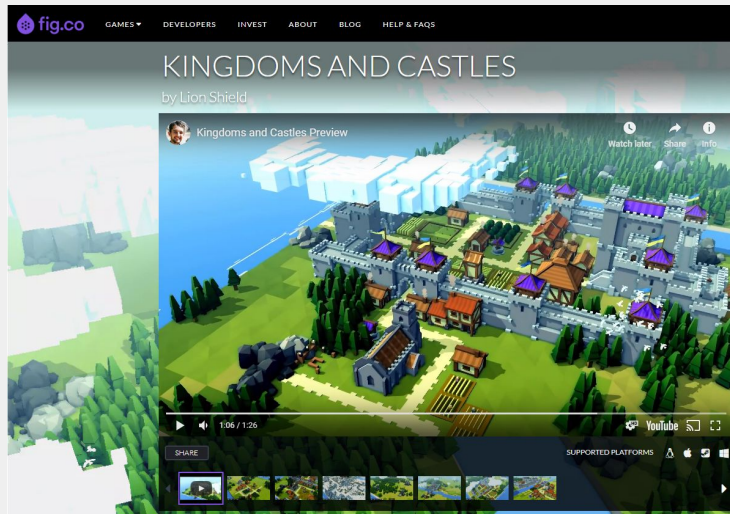 fig.co GAMES DEVELOPERS INVEST ABOUT BLOG HELP & FAQS
KINGDOMS AND CASTLES
by Lion Shield
Kingdoms and Castles Preview
Watch later Share Info
1:06 / 1:26 YouTube
SHARE SUPPORTED PLATFORMS